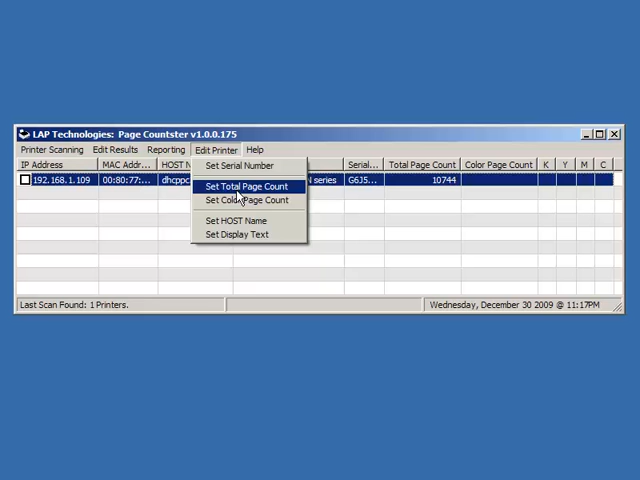 LAP Technologies: Page Countster v1.0.0.175
Printer Scanning Edit Results Reporting Edit Printer Help
IP Address MAC Addr... HOST N Serial... Total Page Count Color Page Count K Y M C
192.168.1.109 00:80:77:... dhcppc N series G6J5... 10744
Set Serial Number
Set Total Page Count
Set Color Page Count
Set HOST Name
Set Display Text
Last Scan Found: 1 Printers. Wednesday, December 30 2009 @ 11:17PM